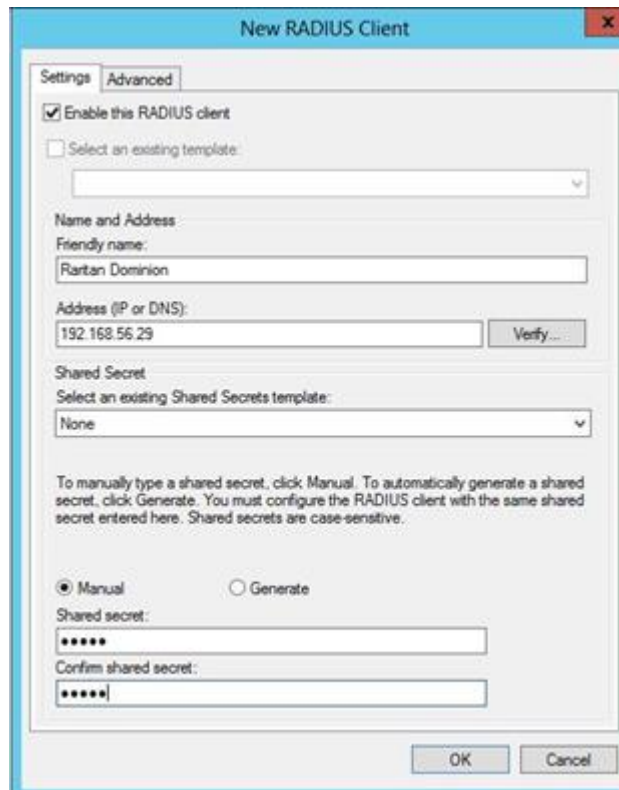 New RADIUS Client
x
Settings Advanced
Enable this RADIUS client
Select an existing template:
Name and Address
Friendly name:
Raritan Dominion
Address (IP or DNS):
192.168.56.29 Verify...
Shared Secret
Select an existing Shared Secrets template:
None
To manually type a shared secret, click Manual. To automatically generate a shared
secret, click Generate. You must configure the RADIUS client with the same shared
secret entered here. Shared secrets are case-sensitive.
Manual Generate
Shared secret:
•••••
Confirm shared secret:
•••••
OK Cancel